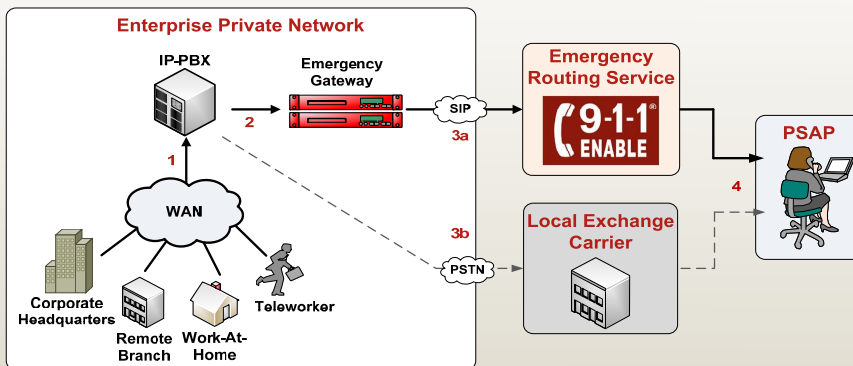 Enterprise Private Network
IP-PBX
Emergency
Gateway
2
SIP
3a
Emergency
Routing Service
9-1-1®
ENABLE
PSAP
1
WAN
4
3b
PSTN
Local Exchange
Carrier
Corporate
Headquarters
Remote
Branch
Work-At-
Home
Teleworker